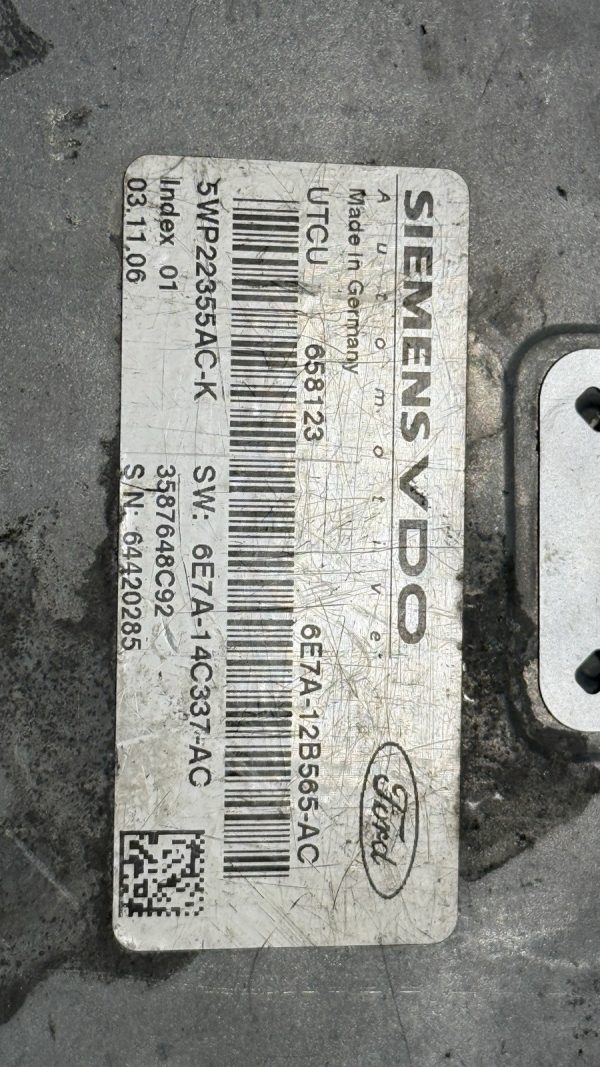 SIEMENS VDO
Automotive
Made In Germany
Ford
UTCU 658123 6E7A-12B565-AC
5WP22355AC-K SW: 6E7A-14C337-AC
Index 01 3587648C92
03.11.06 S/N: 64420285